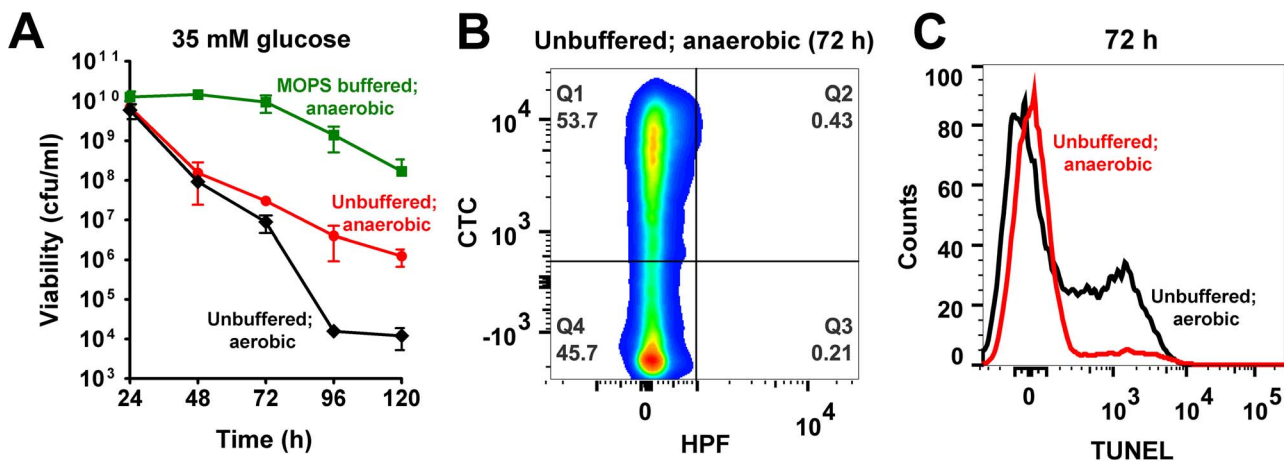 A
35 mM glucose
Viability (cfu/ml)
10^11
10^10
10^9
10^8
10^7
10^6
10^5
10^4
10^3
MOPS buffered;
anaerobic
Unbuffered;
anaerobic
Unbuffered;
aerobic
24
48
72
96
120
Time (h)
B
Unbuffered; anaerobic (72 h)
CTC
10^4
10^3
-10^3
Q1
53.7
Q2
0.43
Q4
45.7
Q3
0.21
0
10^4
HPF
C
72 h
Counts
100
80
60
40
20
0
Unbuffered;
anaerobic
Unbuffered;
aerobic
0
10^3
10^4
10^5
TUNEL